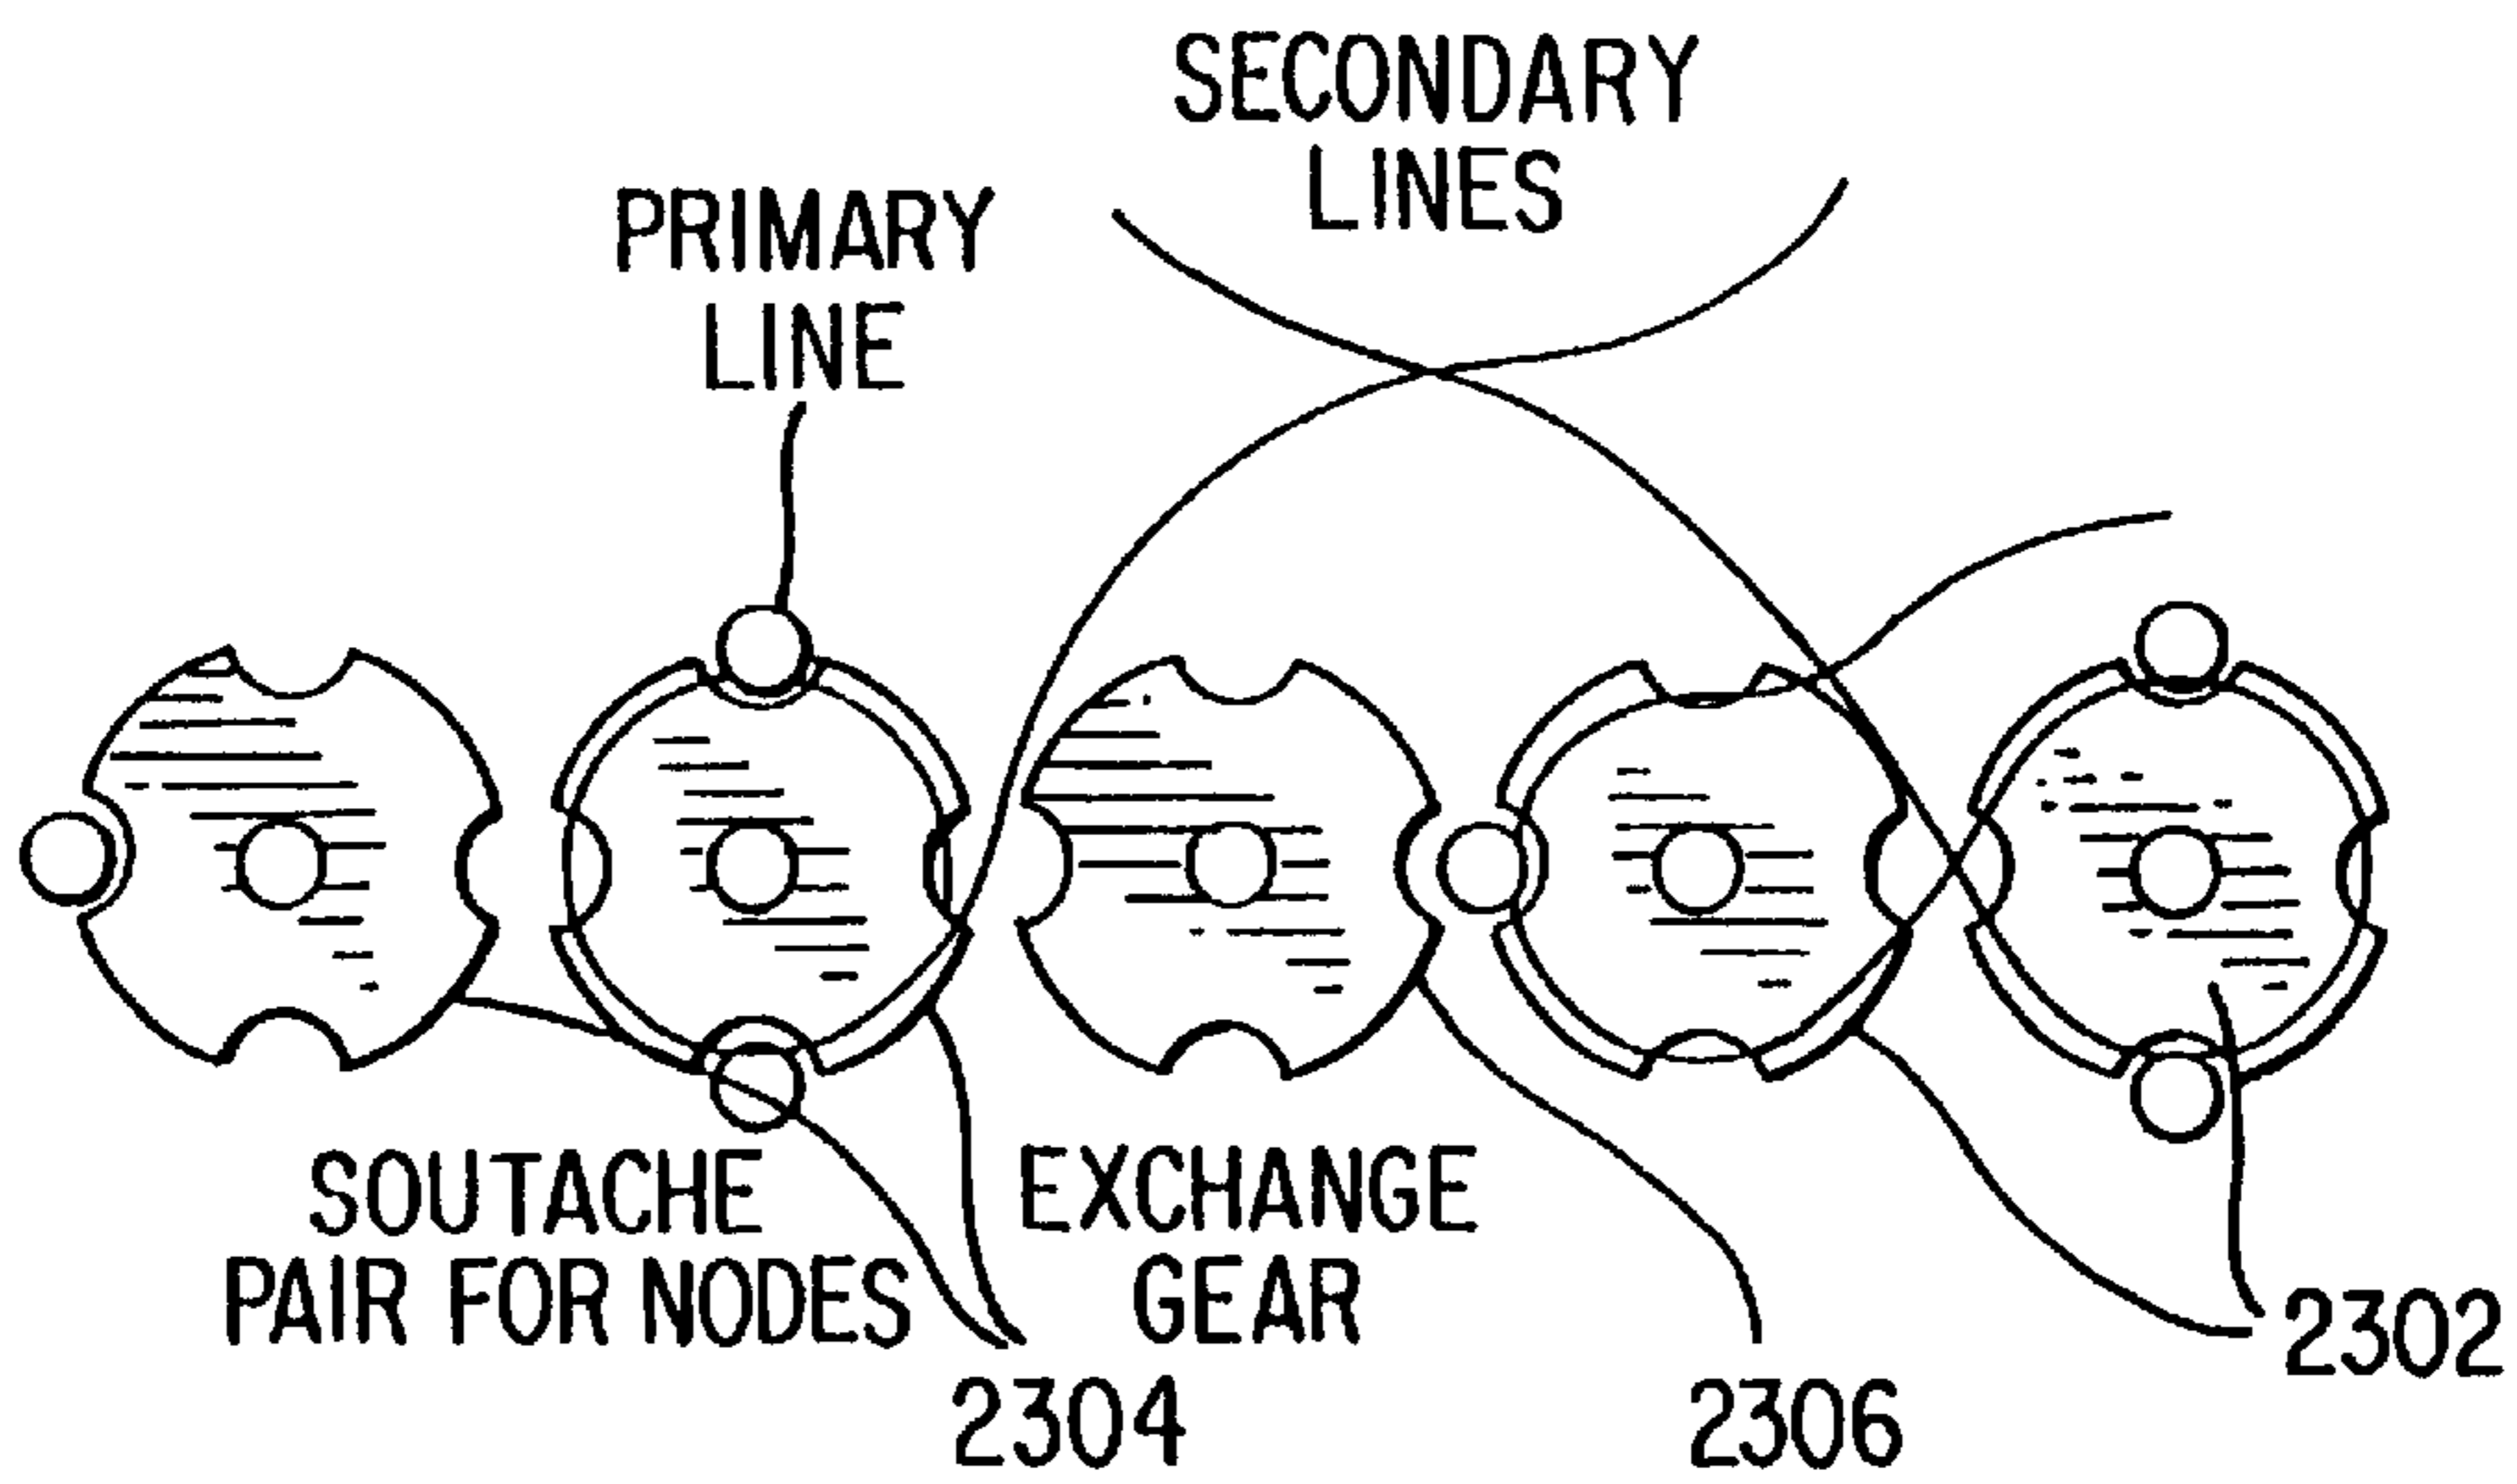 SECONDARY
LINES
PRIMARY
LINE
SOUTACHE
PAIR FOR NODES
EXCHANGE
GEAR
2302
2304
2306